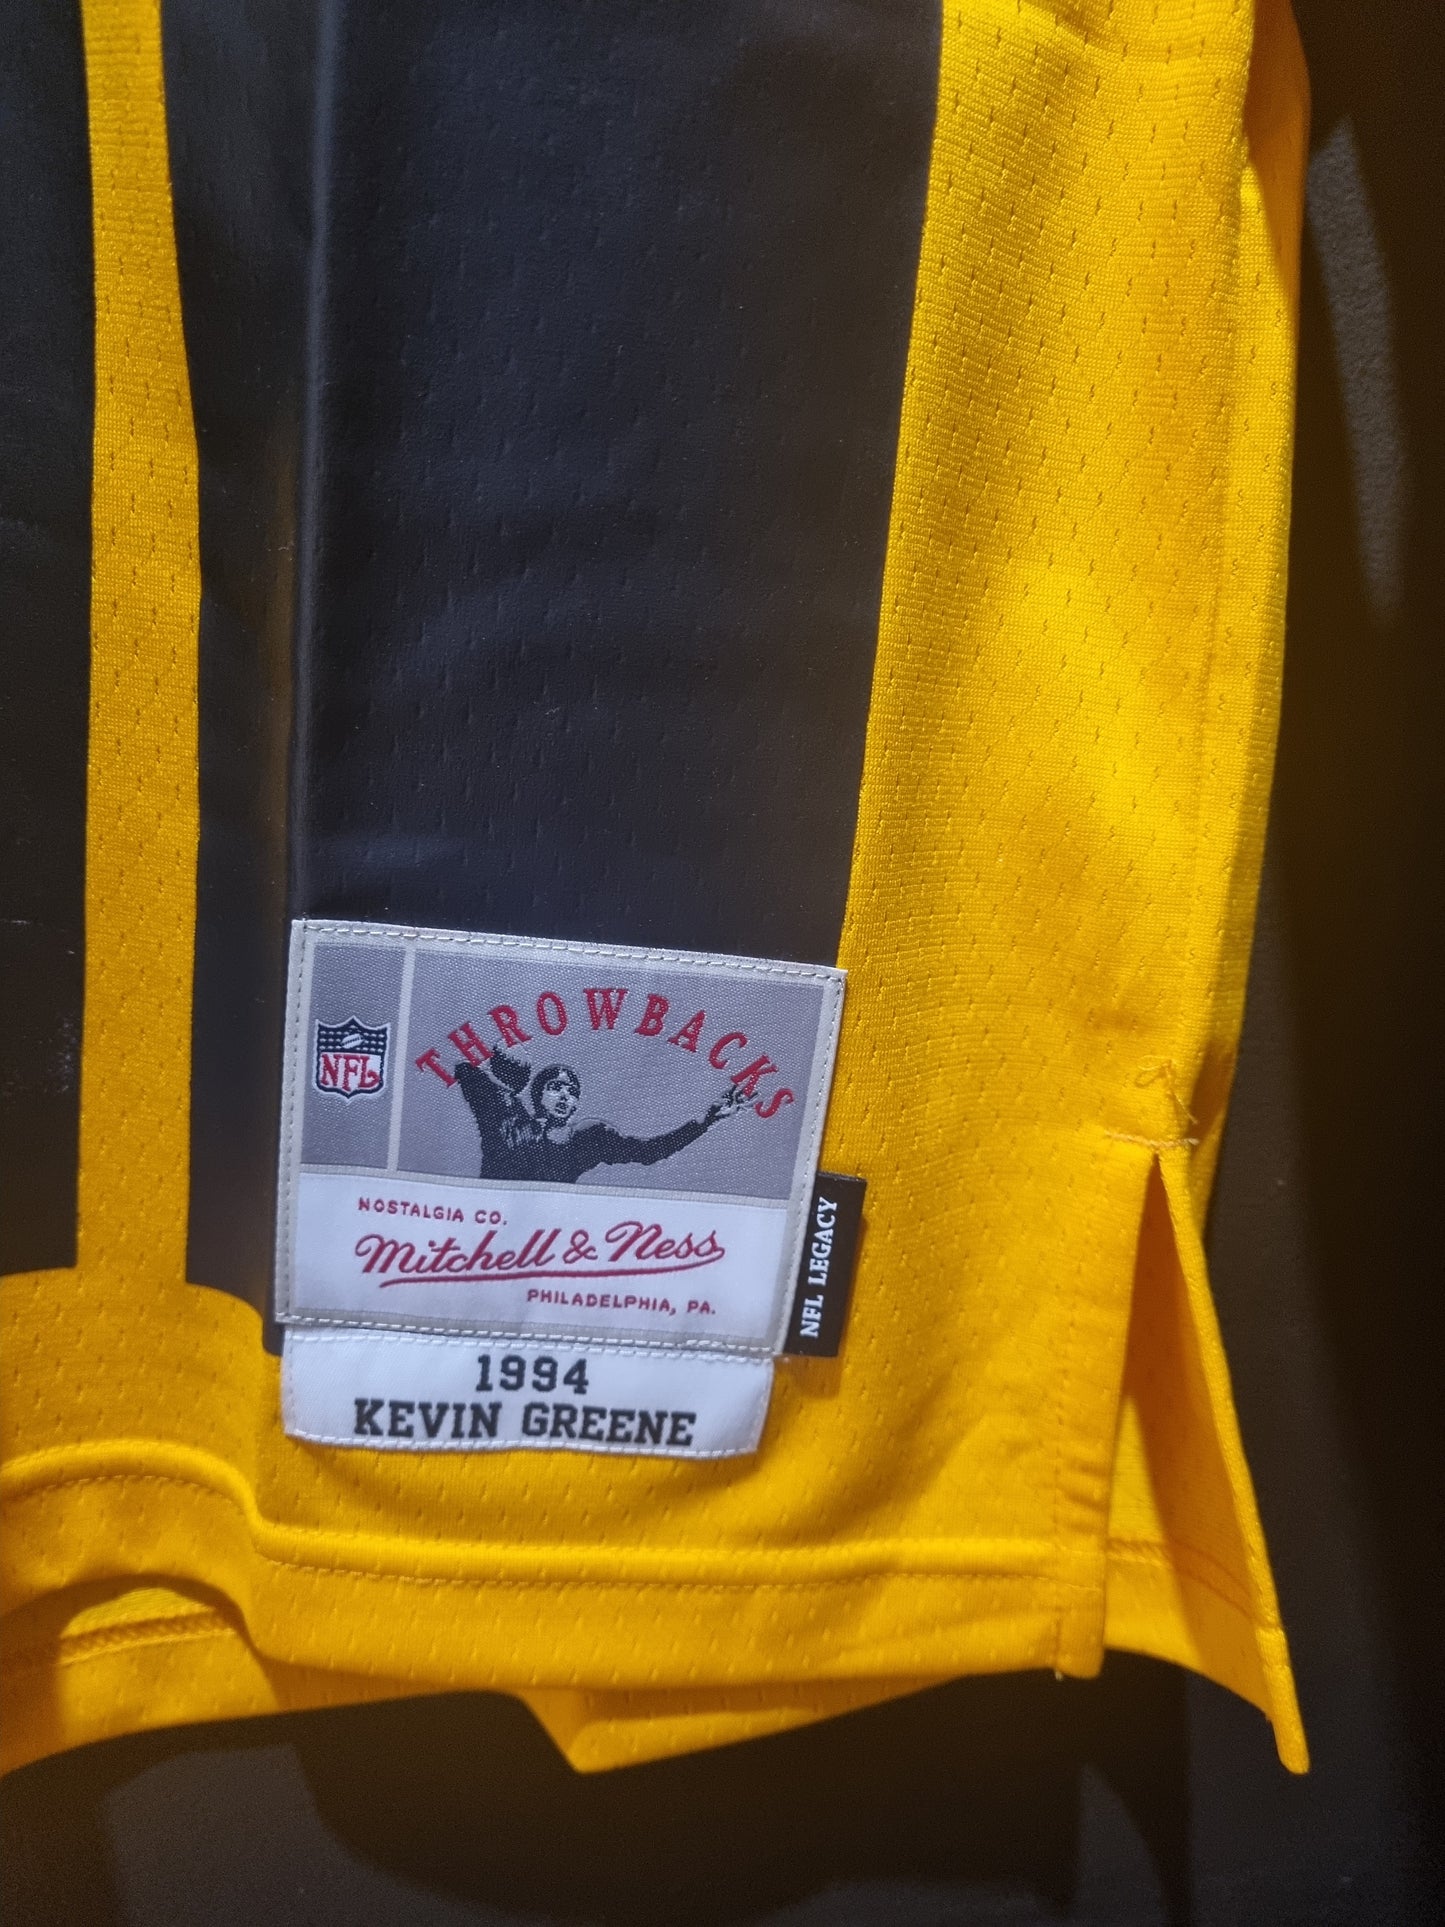 NFL
THROWBACKS
NOSTALGIA CO.
Mitchell & Ness
PHILADELPHIA, PA.
NFL LEGACY
1994
KEVIN GREENE